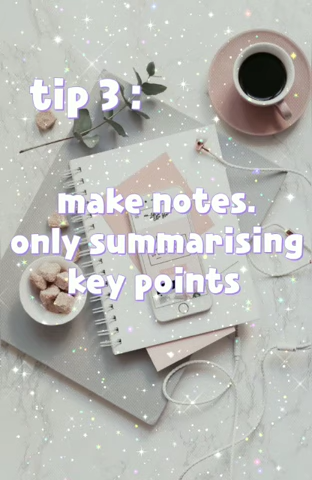 tip 3 :
make notes.
only summarising
key points